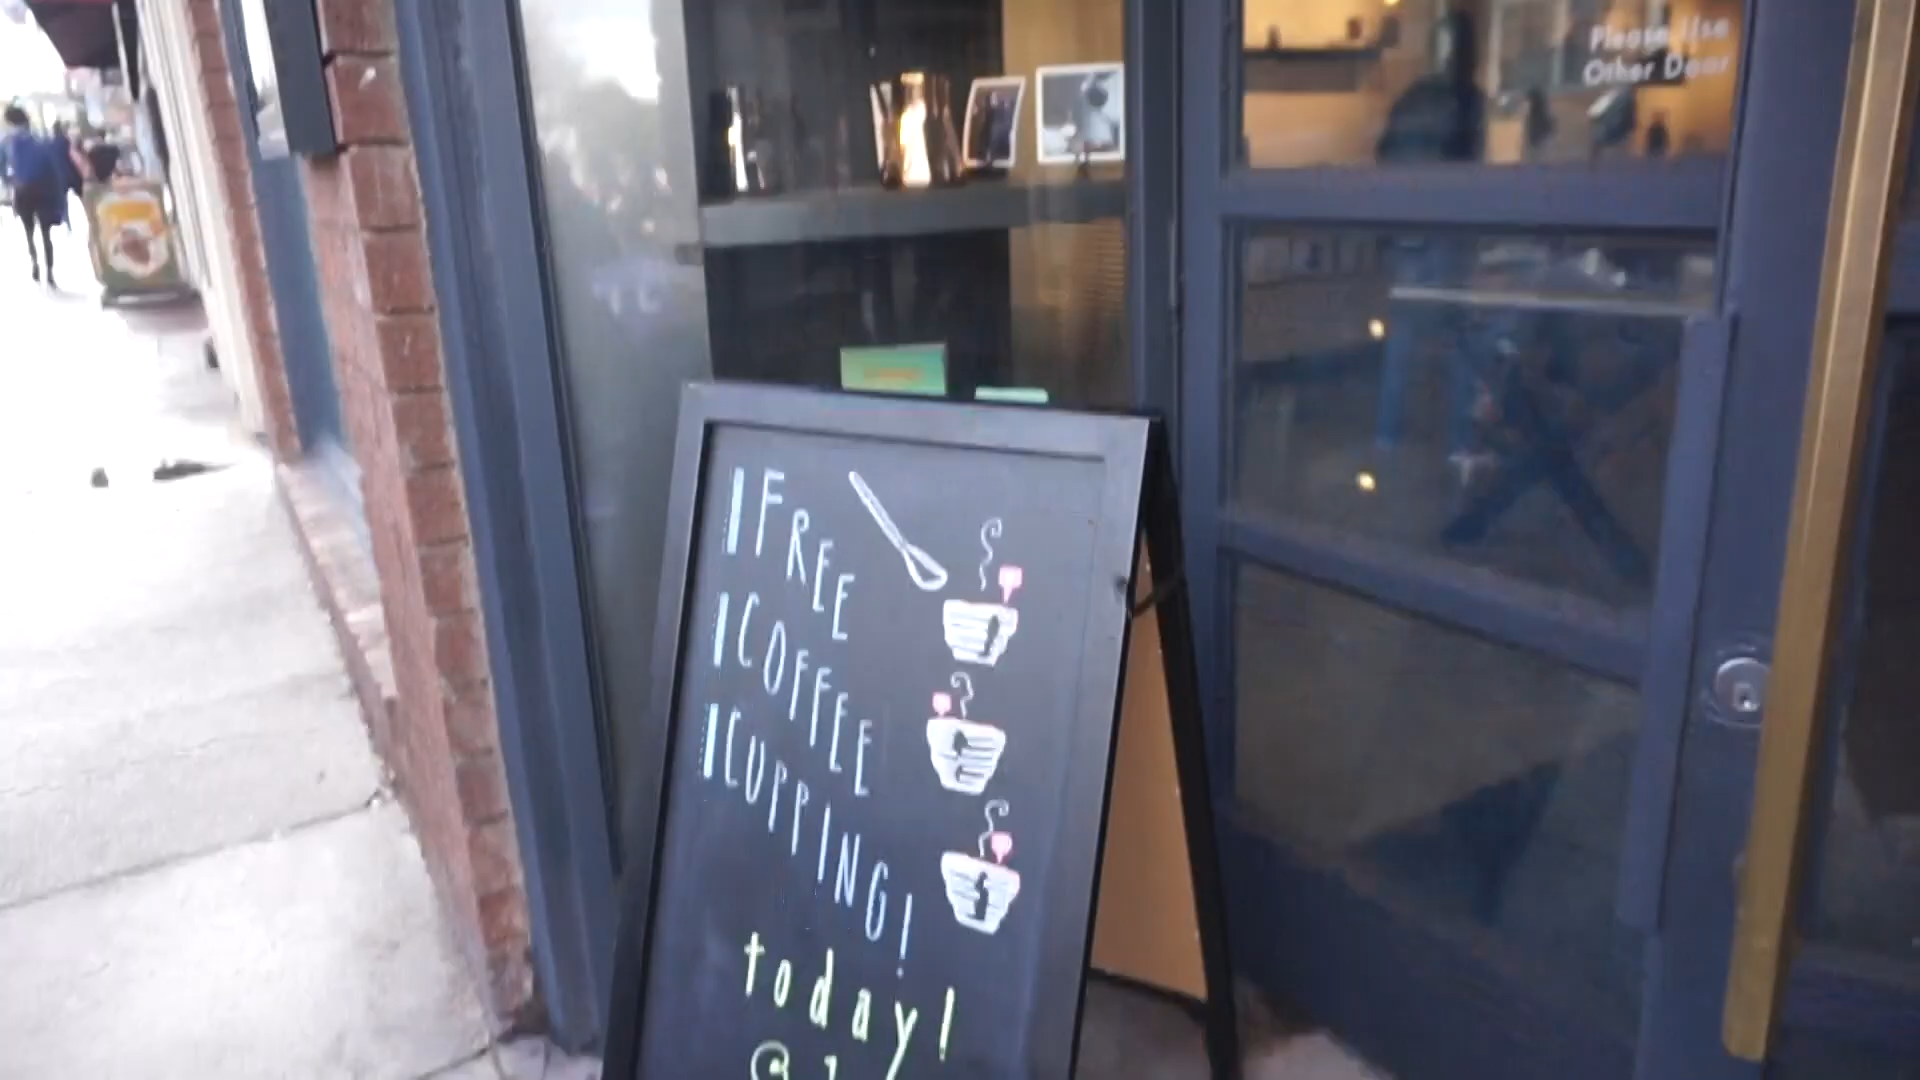 Please Use
Other Door
FREE
COFFEE
CUPPING!
today!
@